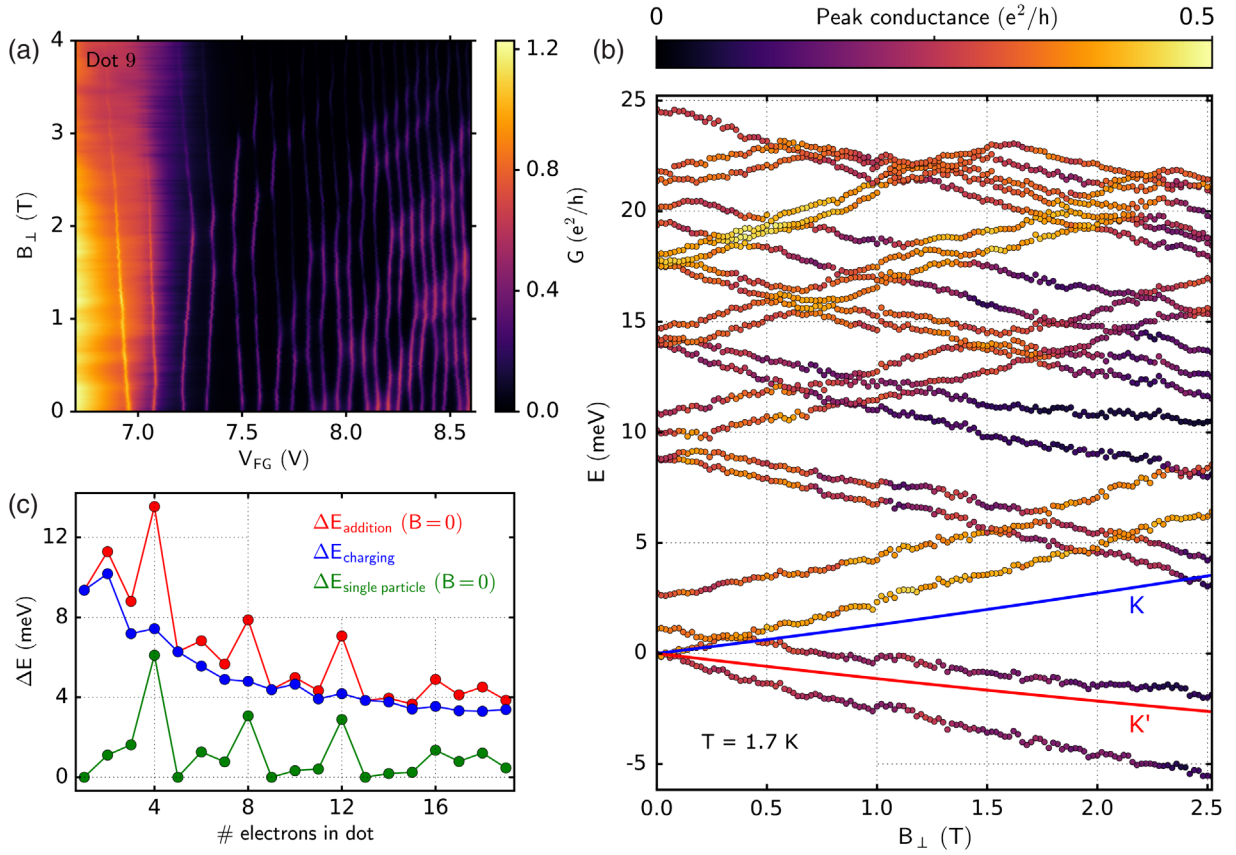 (a)
Dot 9
4
3
2
1
0
B⊥ (T)
7.0 7.5 8.0 8.5
V_FG (V)
1.2
0.8
0.4
0.0
G (e²/h)
(b)
0 Peak conductance (e²/h) 0.5
25
20
15
10
5
0
-5
E (meV)
K
K'
T = 1.7 K
0.0 0.5 1.0 1.5 2.0 2.5
B⊥ (T)
(c)
ΔE_addition (B = 0)
ΔE_charging
ΔE_single particle (B = 0)
12
8
4
0
ΔE (meV)
4 8 12 16
# electrons in dot